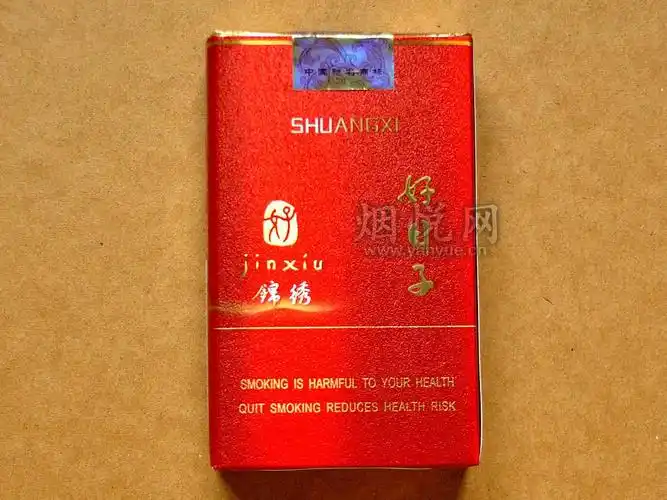 SHUANGXI
好日子
jinxiu
锦绣
SMOKING IS HARMFUL TO YOUR HEALTH
QUIT SMOKING REDUCES HEALTH RISK
烟悦网
www.yanyue.cn